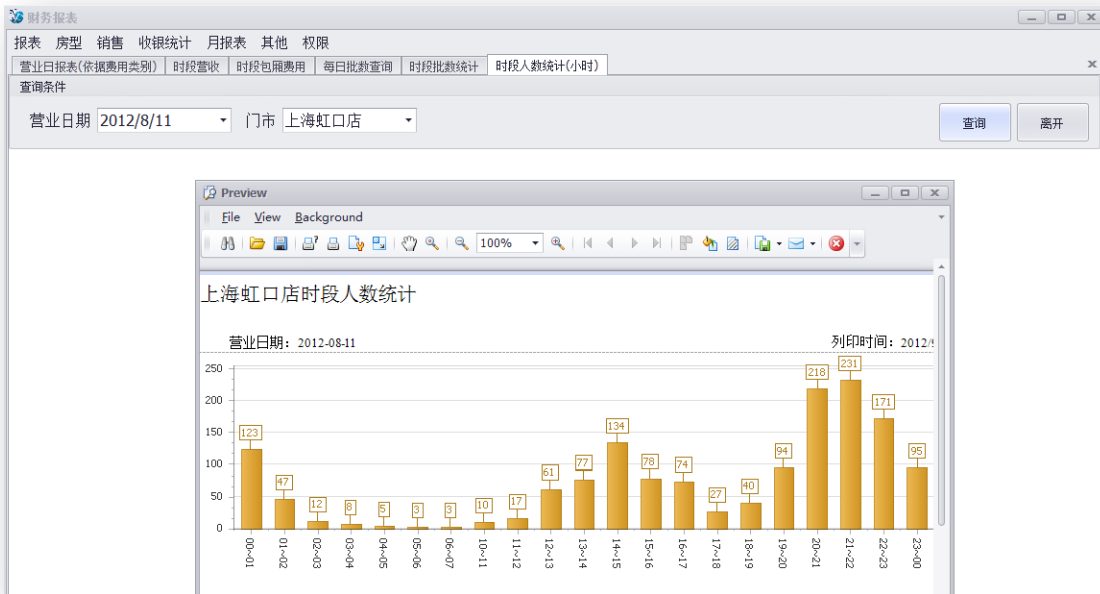 财务报表
报表 房型 销售 收银统计 月报表 其他 权限
营业日报表(依据费用类别) 时段营收 时段包厢费用 每日批数查询 时段批数统计 时段人数统计(小时)
查询条件
营业日期 2012/8/11 门市 上海虹口店 查询 离开
Preview
File View Background
100%
上海虹口店时段人数统计
营业日期：2012-08-11 列印时间：2012/
250
200
150
100
50
0
123 47 12 8 5 3 3 10 17 61 77 134 78 74 27 40 94 218 231 171 95
00~01 01~02 02~03 03~04 04~05 05~06 06~07 10~11 11~12 12~13 13~14 14~15 15~16 16~17 17~18 18~19 19~20 20~21 21~22 22~23 23~00